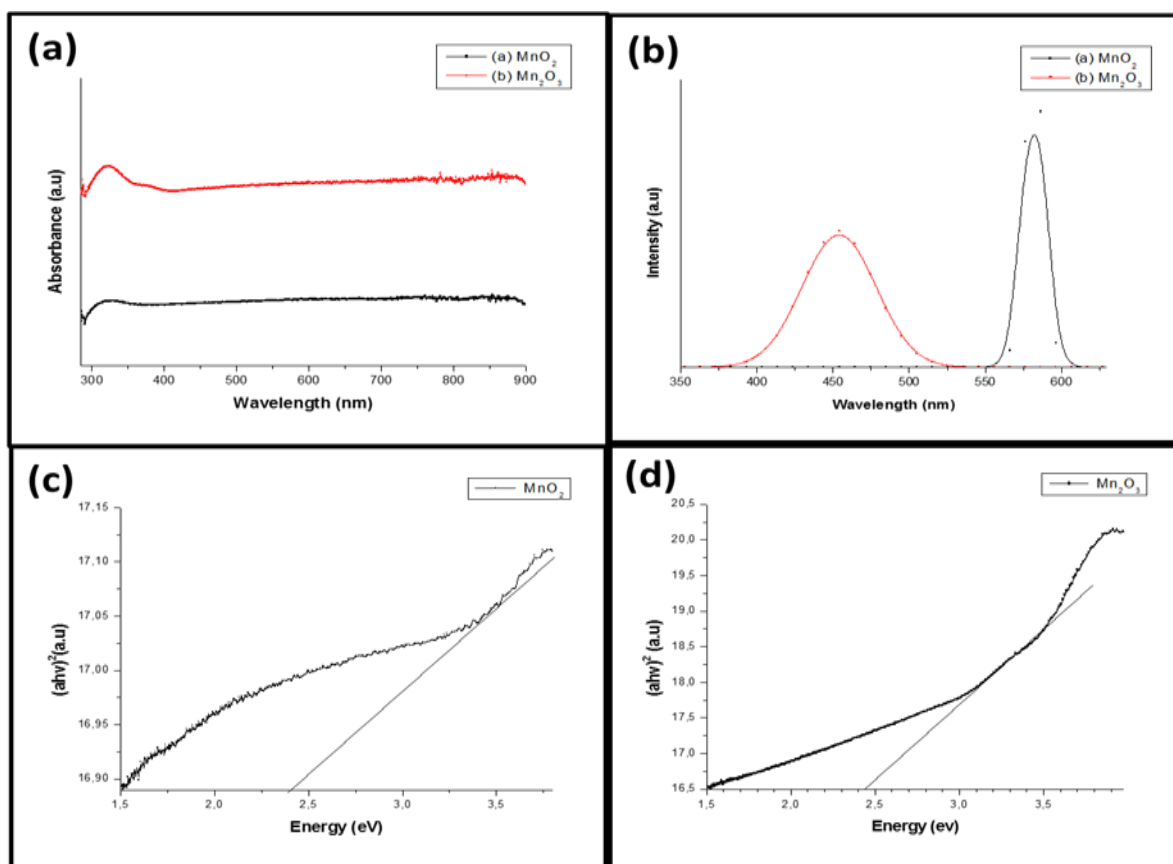 (a)
(a) MnO₂
(b) Mn₂O₃
Absorbance (a.u)
300 400 500 600 700 800 900
Wavelength (nm)
(b)
(a) MnO₂
(b) Mn₂O₃
Intensity (a.u)
350 400 450 500 550 600
Wavelength (nm)
(c)
MnO₂
17,15
17,10
17,05
17,00
16,95
16,90
(ahv)²(a.u)
1,5 2,0 2,5 3,0 3,5
Energy (eV)
(d)
Mn₂O₃
20,5
20,0
19,5
19,0
18,5
18,0
17,5
17,0
16,5
(ahv)² (a.u)
1,5 2,0 2,5 3,0 3,5
Energy (ev)